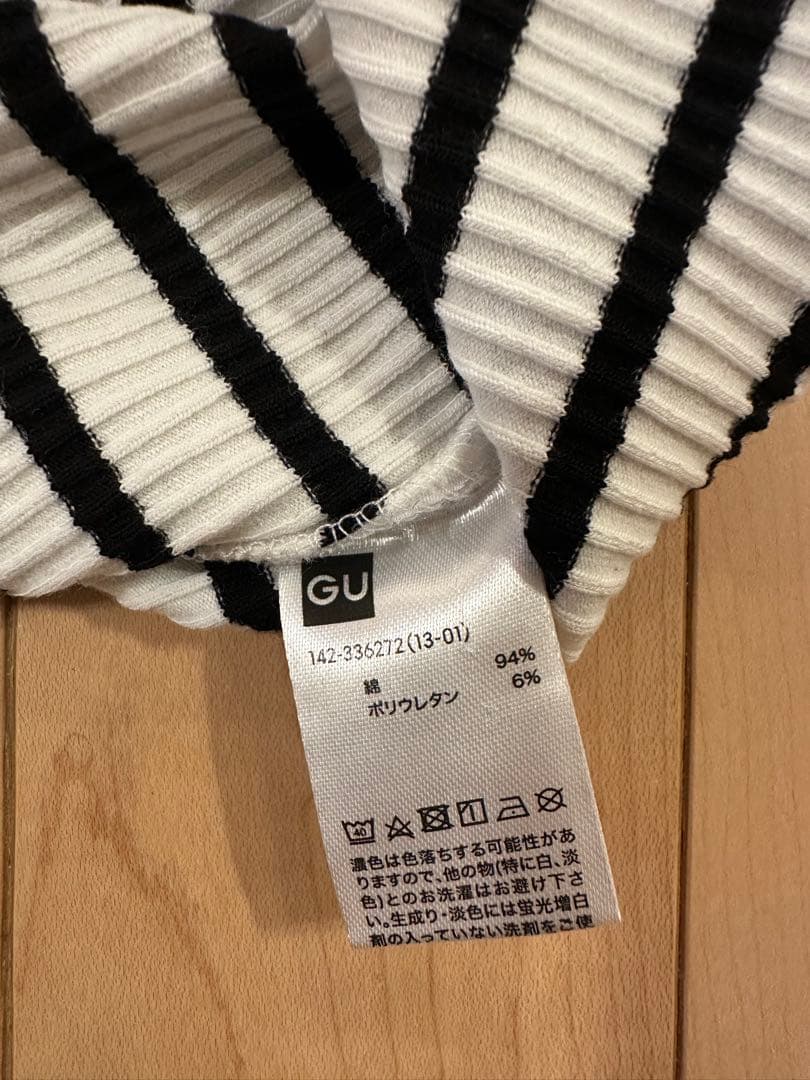 GU
142-336272(13-01)
綿 94%
ポリウレタン 6%
40
濃色は色落ちする可能性があ
りますので、他の物(特に白、淡
色)とのお洗濯はお避け下さ
い。生成り・淡色には蛍光増白
剤の入っていない洗剤をご使